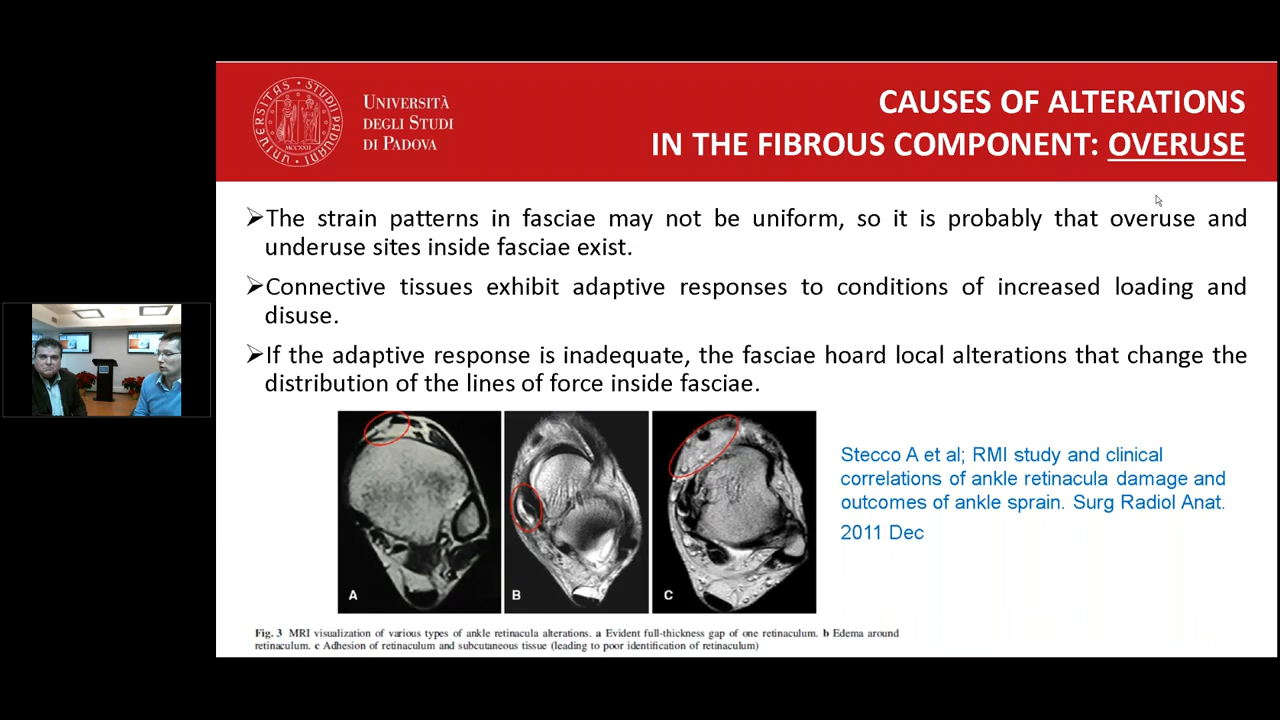 UNIVERSITÀ
DEGLI STUDI
DI PADOVA
CAUSES OF ALTERATIONS
IN THE FIBROUS COMPONENT: OVERUSE
➢The strain patterns in fasciae may not be uniform, so it is probably that overuse and
underuse sites inside fasciae exist.
➢Connective tissues exhibit adaptive responses to conditions of increased loading and
disuse.
➢If the adaptive response is inadequate, the fasciae hoard local alterations that change the
distribution of the lines of force inside fasciae.
A
B
C
Stecco A et al; RMI study and clinical
correlations of ankle retinacula damage and
outcomes of ankle sprain. Surg Radiol Anat.
2011 Dec
Fig. 3 MRI visualization of various types of ankle retinacula alterations. a Evident full-thickness gap of one retinaculum. b Edema around
retinaculum. c Adhesion of retinaculum and subcutaneous tissue (leading to poor identification of retinaculum)